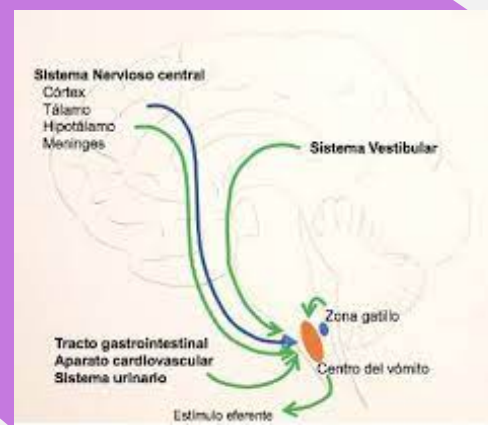 Sistema Nervioso central
Córtex
Tálamo
Hipotálamo
Meninges
Sistema Vestibular
Zona gatillo
Tracto gastrointestinal
Aparato cardiovascular
Sistema urinario
Centro del vómito
Estímulo eferente